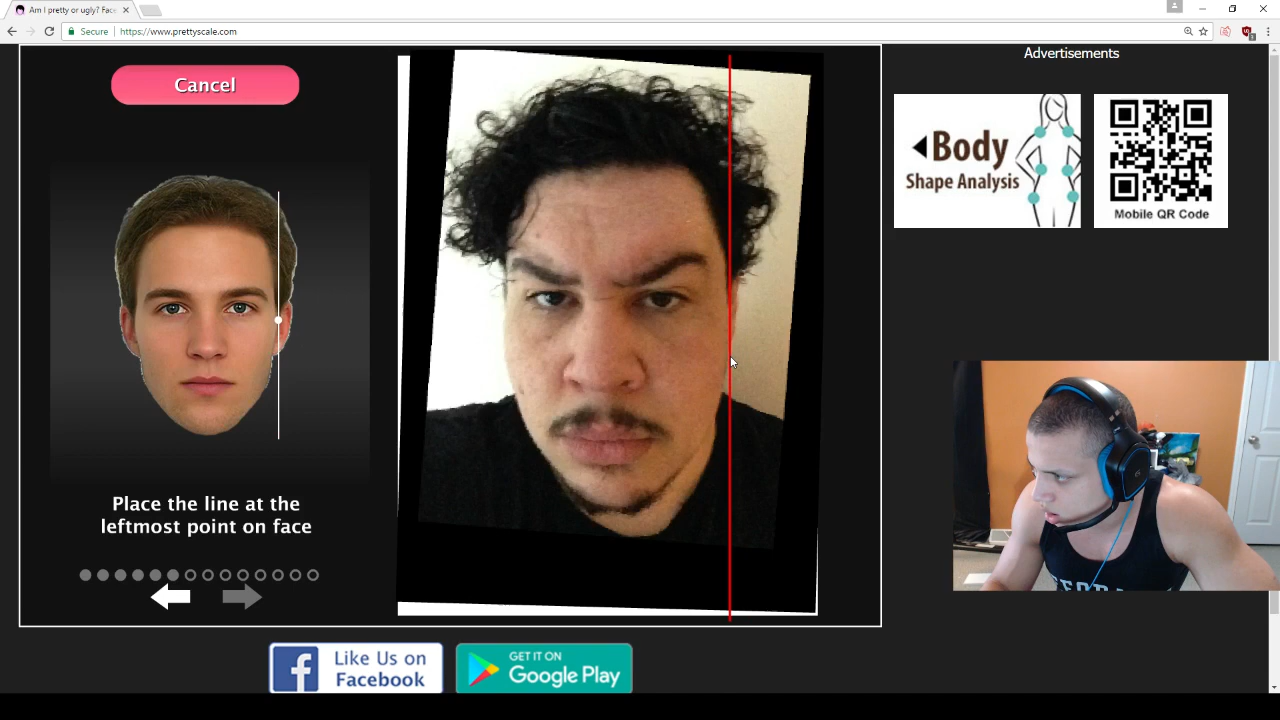 Am I pretty or ugly? Face
Secure
https://www.prettyscale.com
Cancel
Place the line at the
leftmost point on face
Like Us on
Facebook
GET IT ON
Google Play
Advertisements
Body
Shape Analysis
Mobile QR Code